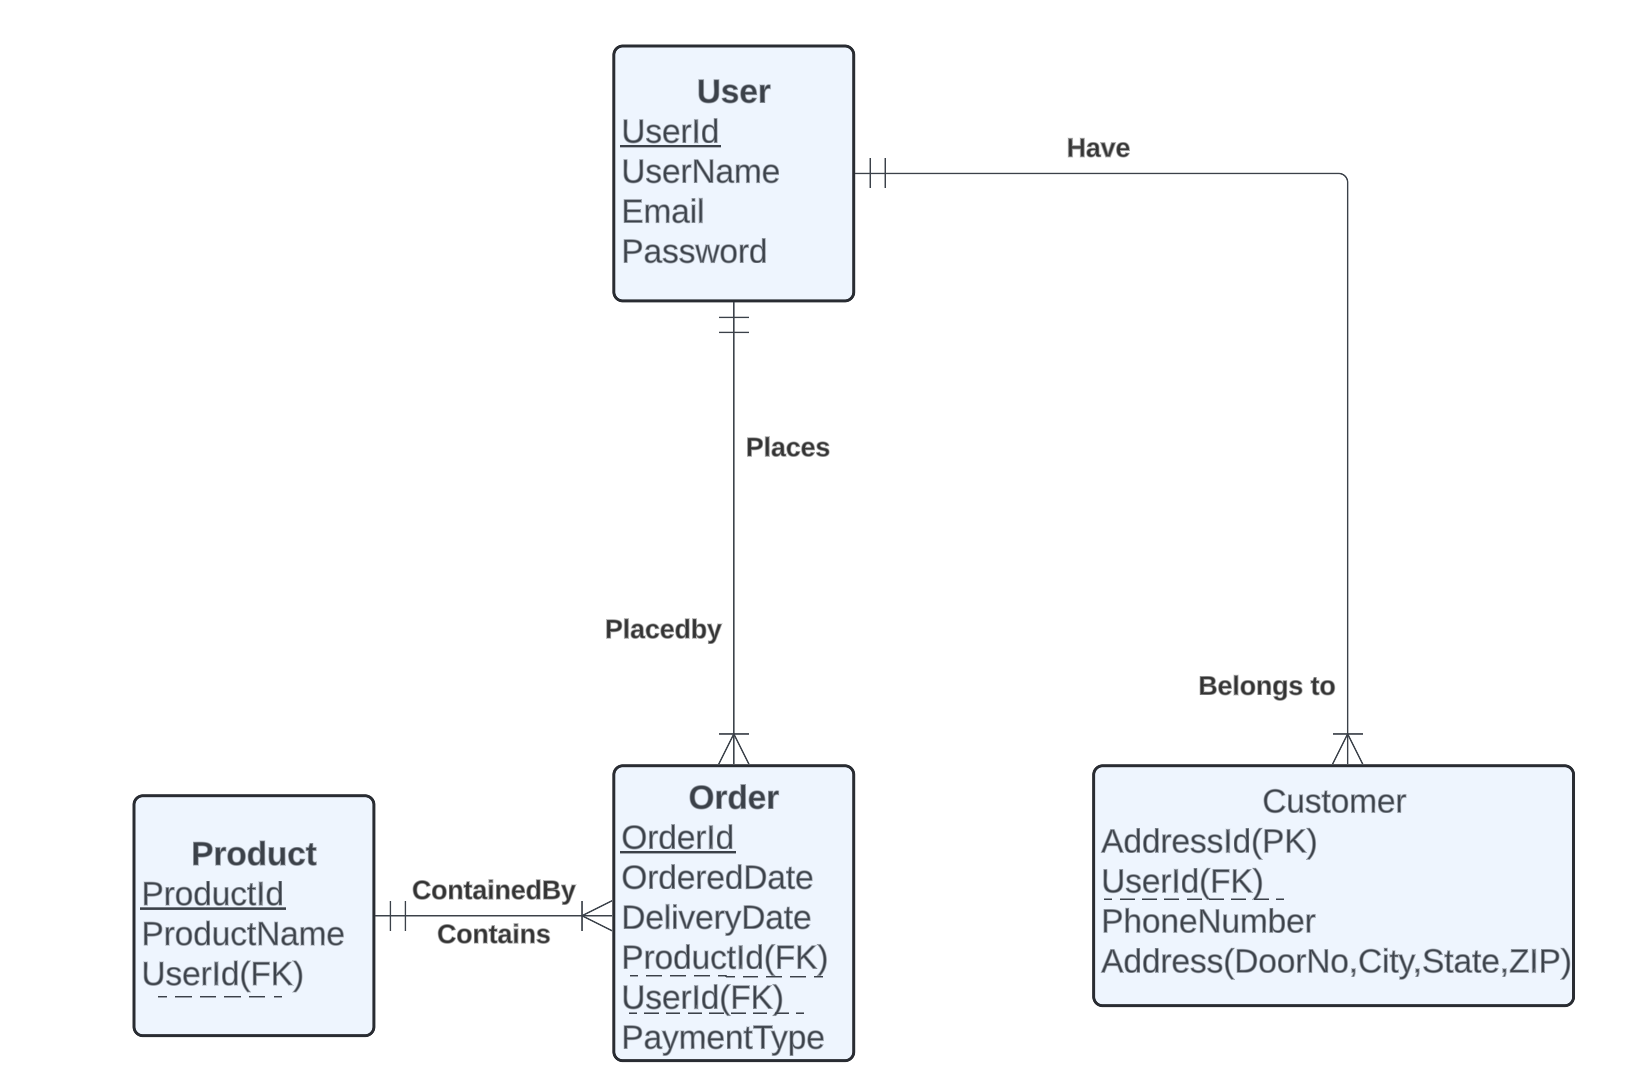 User
UserId
UserName
Email
Password
Have
Places
Placedby
Belongs to
Product
ProductId
ProductName
UserId(FK)
ContainedBy
Contains
Order
OrderId
OrderedDate
DeliveryDate
ProductId(FK)
UserId(FK)
PaymentType
Customer
AddressId(PK)
UserId(FK)
PhoneNumber
Address(DoorNo,City,State,ZIP)